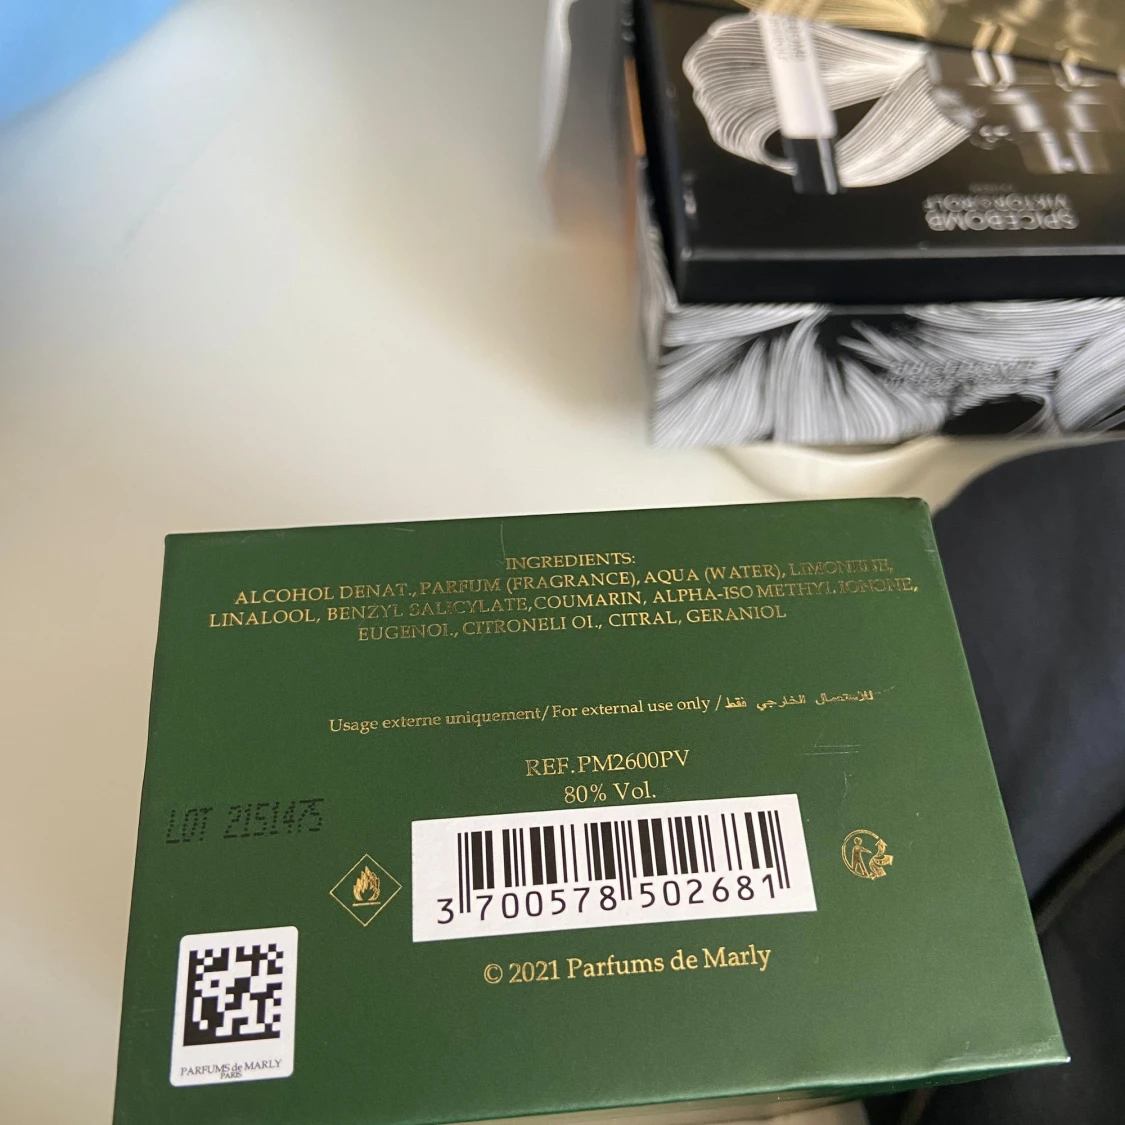 SPICEBOMB
VIKTOR&ROLF
INGREDIENTS:
ALCOHOL DENAT., PARFUM (FRAGRANCE), AQUA (WATER), LIMONENE,
LINALOOL, BENZYL SALICYLATE, COUMARIN, ALPHA-ISO METHYL IONONE,
EUGENOL, CITRONELLOL, CITRAL, GERANIOL
Usage externe uniquement/ For external use only / للاستعمال الخارجي فقط
REF.PM2600PV
80% Vol.
LOT 2151475
3 700578 502681
© 2021 Parfums de Marly
PARFUMS de MARLY
PARIS